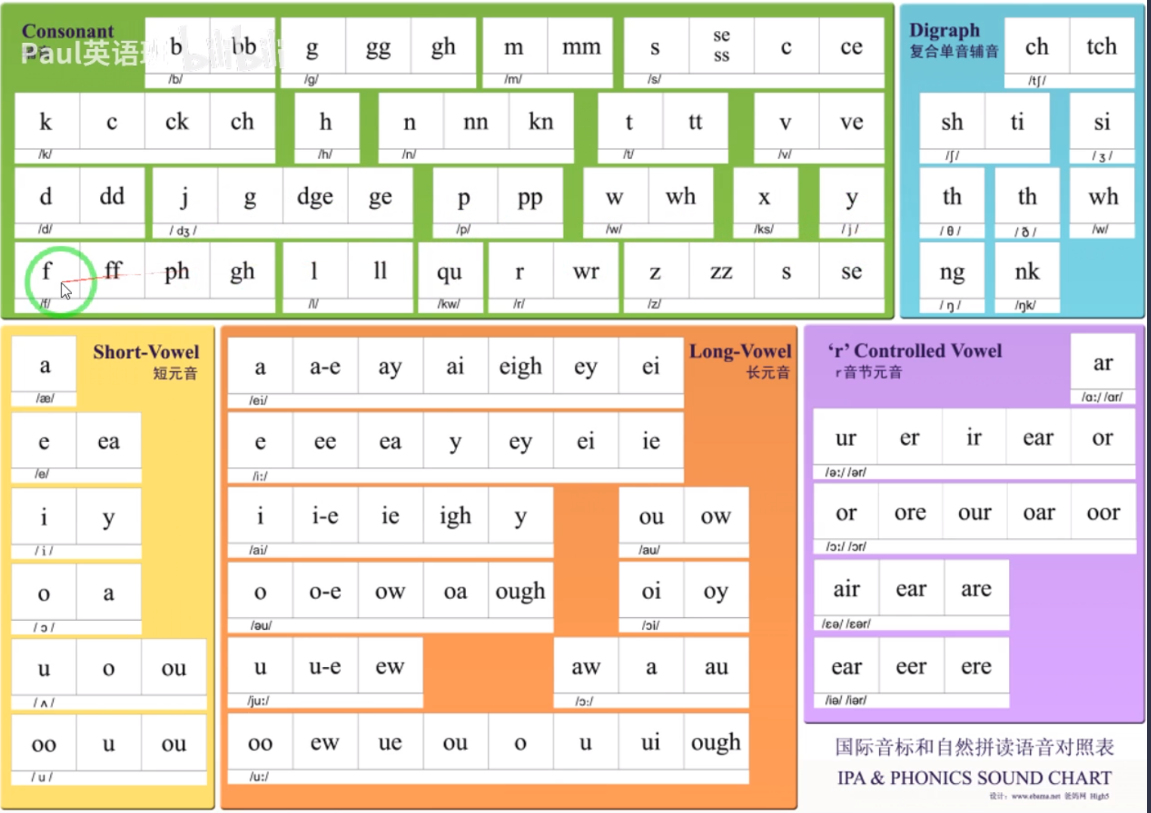 Consonant
Paul英语
b bb
/b/
g gg gh
/g/
m mm
/m/
s se ss c ce
/s/
k c ck ch
/k/
h
/h/
n nn kn
/n/
t tt
/t/
v ve
/v/
d dd
/d/
j g dge ge
/dʒ/
p pp
/p/
w wh
/w/
x
/ks/
y
/j/
f ff ph gh
/f/
l ll
/l/
qu
/kw/
r wr
/r/
z zz s se
/z/
Digraph
复合单音辅音
ch tch
/tʃ/
sh ti
/ʃ/
si
/ʒ/
th
/θ/
th
/ð/
wh
/w/
ng
/ŋ/
nk
/ŋk/
Short-Vowel
短元音
a
/æ/
e ea
/e/
i y
/i/
o a
/ɔ/
u o ou
/ʌ/
oo u ou
/u/
Long-Vowel
长元音
a a-e ay ai eigh ey ei
/ei/
e ee ea y ey ei ie
/i:/
i i-e ie igh y
/ai/
ou ow
/au/
o o-e ow oa ough
/əu/
oi oy
/ɔi/
u u-e ew
/ju:/
aw a au
/ɔ:/
oo ew ue ou o u ui ough
/u:/
‘r’ Controlled Vowel
r音节元音
ar
/ɑ:/ /ɑr/
ur er ir ear or
/ə:/ /ər/
or ore our oar oor
/ɔ:/ /ɔr/
air ear are
/ɛə/ /ɛər/
ear eer ere
/iə/ /iər/
国际音标和自然拼读语音对照表
IPA & PHONICS SOUND CHART
设计：www.ebama.net 爸妈网 High5